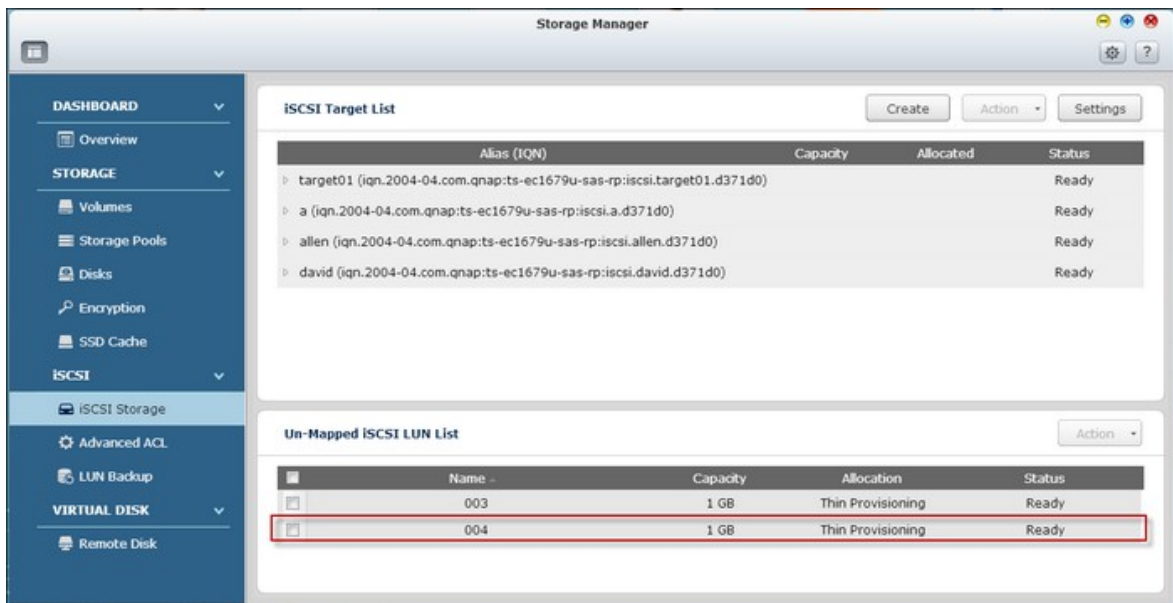 Storage Manager
?
DASHBOARD
Overview
STORAGE
Volumes
Storage Pools
Disks
Encryption
SSD Cache
iSCSI
iSCSI Storage
Advanced ACL
LUN Backup
VIRTUAL DISK
Remote Disk
iSCSI Target List Create Action Settings
Alias (IQN) Capacity Allocated Status
target01 (iqn.2004-04.com.qnap:ts-ec1679u-sas-rp:iscsi.target01.d371d0) Ready
a (iqn.2004-04.com.qnap:ts-ec1679u-sas-rp:iscsi.a.d371d0) Ready
allen (iqn.2004-04.com.qnap:ts-ec1679u-sas-rp:iscsi.allen.d371d0) Ready
david (iqn.2004-04.com.qnap:ts-ec1679u-sas-rp:iscsi.david.d371d0) Ready
Un-Mapped iSCSI LUN List Action
Name Capacity Allocation Status
003 1 GB Thin Provisioning Ready
004 1 GB Thin Provisioning Ready